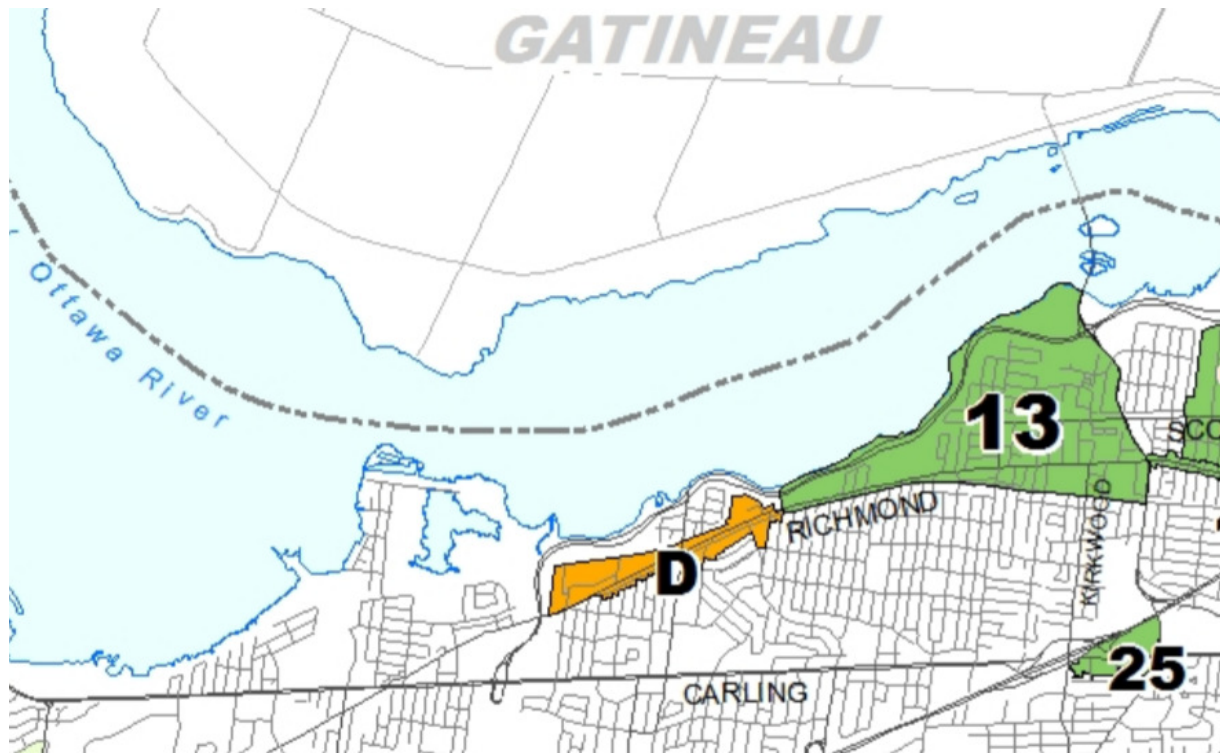 GATINEAU
Ottawa River
13
SCO
RICHMOND
KIRKWOOD
D
25
CARLING